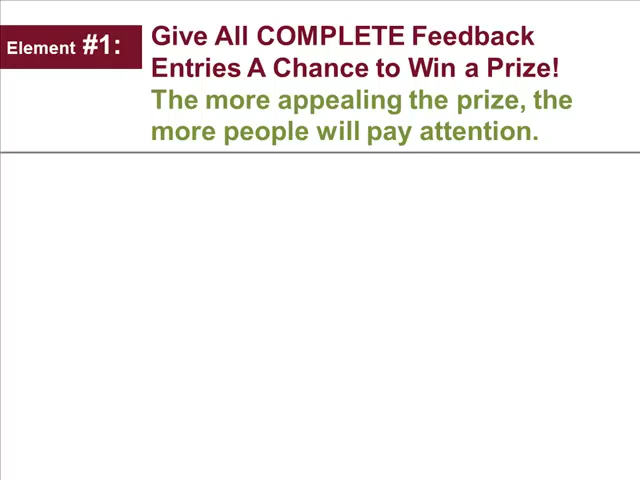 Element #1:
Give All COMPLETE Feedback
Entries A Chance to Win a Prize!
The more appealing the prize, the
more people will pay attention.